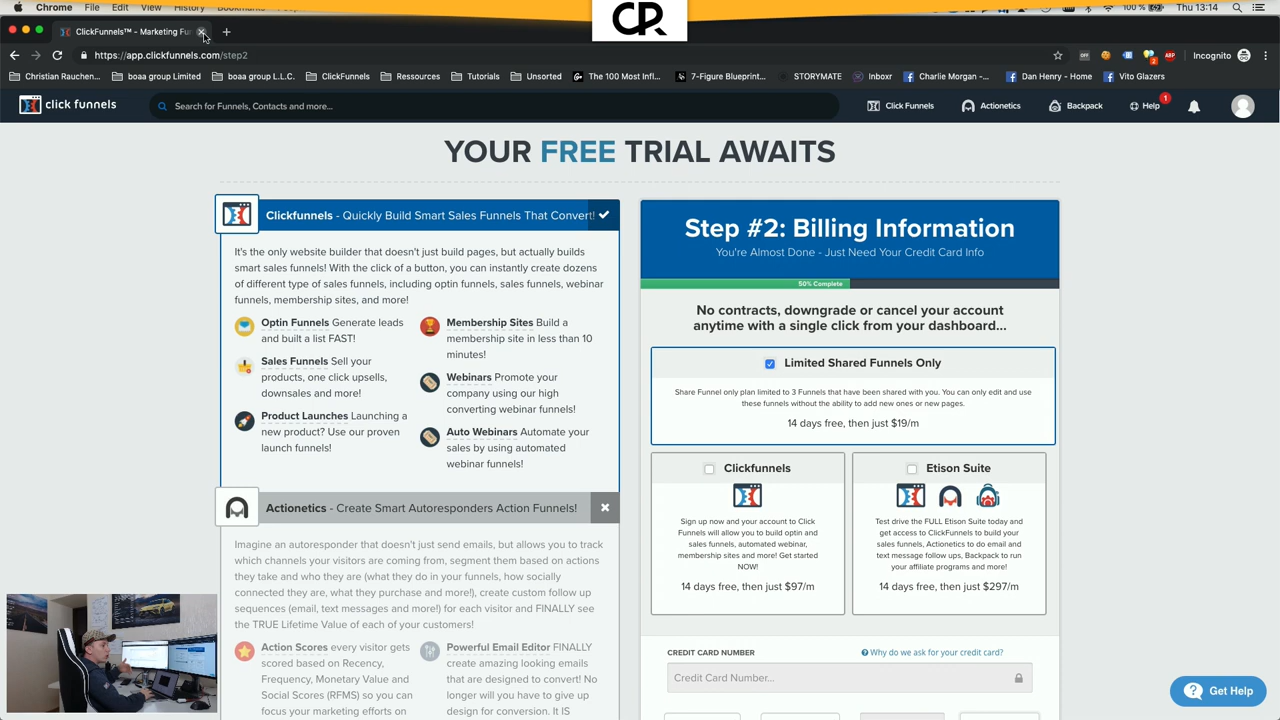 Chrome File Edit View History
CR
100 % Thu 13:14
ClickFunnels™ - Marketing Fun
https://app.clickfunnels.com/step2
Incognito
Christian Rauchen... boaa group Limited boaa group L.L.C. ClickFunnels Ressources Tutorials Unsorted The 100 Most Infl... 7-Figure Blueprint... STORYMATE Inboxr Charlie Morgan -... Dan Henry - Home Vito Glazers
click funnels
Search for Funnels, Contacts and more...
Click Funnels Actionetics Backpack Help 1
YOUR FREE TRIAL AWAITS
Clickfunnels - Quickly Build Smart Sales Funnels That Convert!
It's the only website builder that doesn't just build pages, but actually builds
smart sales funnels! With the click of a button, you can instantly create dozens
of different type of sales funnels, including optin funnels, sales funnels, webinar
funnels, membership sites, and more!
Optin Funnels Generate leads
and built a list FAST!
Sales Funnels Sell your
products, one click upsells,
downsales and more!
Product Launches Launching a
new product? Use our proven
launch funnels!
Membership Sites Build a
membership site in less than 10
minutes!
Webinars Promote your
company using our high
converting webinar funnels!
Auto Webinars Automate your
sales by using automated
webinar funnels!
Actionetics - Create Smart Autoresponders Action Funnels!
Imagine an autoresponder that doesn't just send emails, but allows you to track
which channels your visitors are coming from, segment them based on actions
they take and who they are (what they do in your funnels, how socially
connected they are, what they purchase and more!), create custom follow up
sequences (email, text messages and more!) for each visitor and FINALLY see
the TRUE Lifetime Value of each of your customers!
Action Scores every visitor gets
scored based on Recency,
Frequency, Monetary Value and
Social Scores (RFMS) so you can
focus your marketing efforts on
Powerful Email Editor FINALLY
create amazing looking emails
that are designed to convert! No
longer will you have to give up
design for conversion. It IS
Step #2: Billing Information
You're Almost Done - Just Need Your Credit Card Info
50% Complete
No contracts, downgrade or cancel your account
anytime with a single click from your dashboard...
Limited Shared Funnels Only
Share Funnel only plan limited to 3 Funnels that have been shared with you. You can only edit and use
these funnels without the ability to add new ones or new pages.
14 days free, then just $19/m
Clickfunnels
Sign up now and your account to Click
Funnels will allow you to build optin and
sales funnels, automated webinar,
membership sites and more! Get started
NOW!
14 days free, then just $97/m
Etison Suite
Test drive the FULL Etison Suite today and
get access to ClickFunnels to build your
sales funnels, Actionetics to do email and
text message follow ups, Backpack to run
your affiliate programs and more!
14 days free, then just $297/m
CREDIT CARD NUMBER
Why do we ask for your credit card?
Credit Card Number...
Get Help